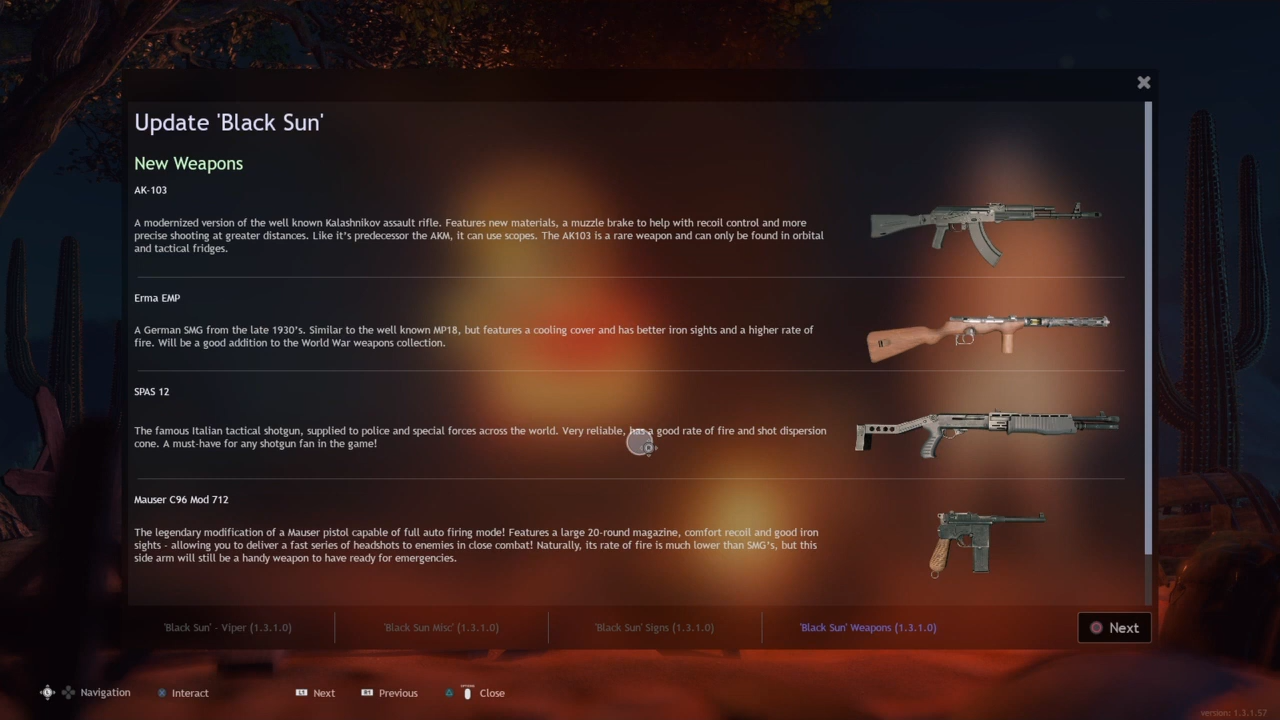 Update 'Black Sun'
New Weapons
AK-103
A modernized version of the well known Kalashnikov assault rifle. Features new materials, a muzzle brake to help with recoil control and more
precise shooting at greater distances. Like it's predecessor the AKM, it can use scopes. The AK103 is a rare weapon and can only be found in orbital
and tactical fridges.
Erma EMP
A German SMG from the late 1930's. Similar to the well known MP18, but features a cooling cover and has better iron sights and a higher rate of
fire. Will be a good addition to the World War weapons collection.
SPAS 12
The famous Italian tactical shotgun, supplied to police and special forces across the world. Very reliable, has a good rate of fire and shot dispersion
cone. A must-have for any shotgun fan in the game!
Mauser C96 Mod 712
The legendary modification of a Mauser pistol capable of full auto firing mode! Features a large 20-round magazine, comfort recoil and good iron
sights - allowing you to deliver a fast series of headshots to enemies in close combat! Naturally, its rate of fire is much lower than SMG's, but this
side arm will still be a handy weapon to have ready for emergencies.
'Black Sun' - Viper (1.3.1.0)
'Black Sun Misc' (1.3.1.0)
'Black Sun' Signs (1.3.1.0)
'Black Sun' Weapons (1.3.1.0)
Next
L Navigation
Interact
L1 Next
R1 Previous
OPTIONS Close
version: 1.3.1.57